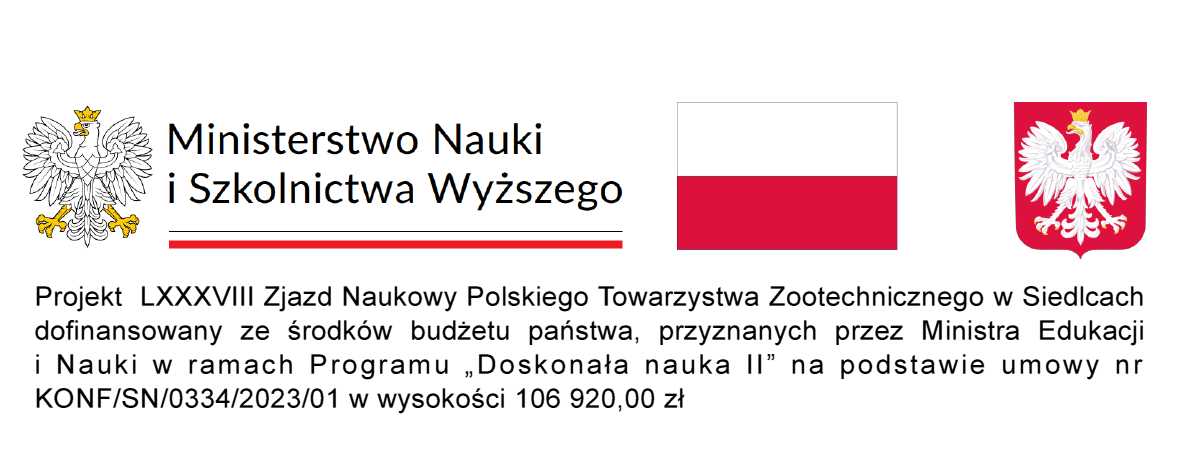 Ministerstwo Nauki
i Szkolnictwa Wyższego
Projekt LXXXVIII Zjazd Naukowy Polskiego Towarzystwa Zootechnicznego w Siedlcach
dofinansowany ze środków budżetu państwa, przyznanych przez Ministra Edukacji
i Nauki w ramach Programu „Doskonała nauka II” na podstawie umowy nr
KONF/SN/0334/2023/01 w wysokości 106 920,00 zł